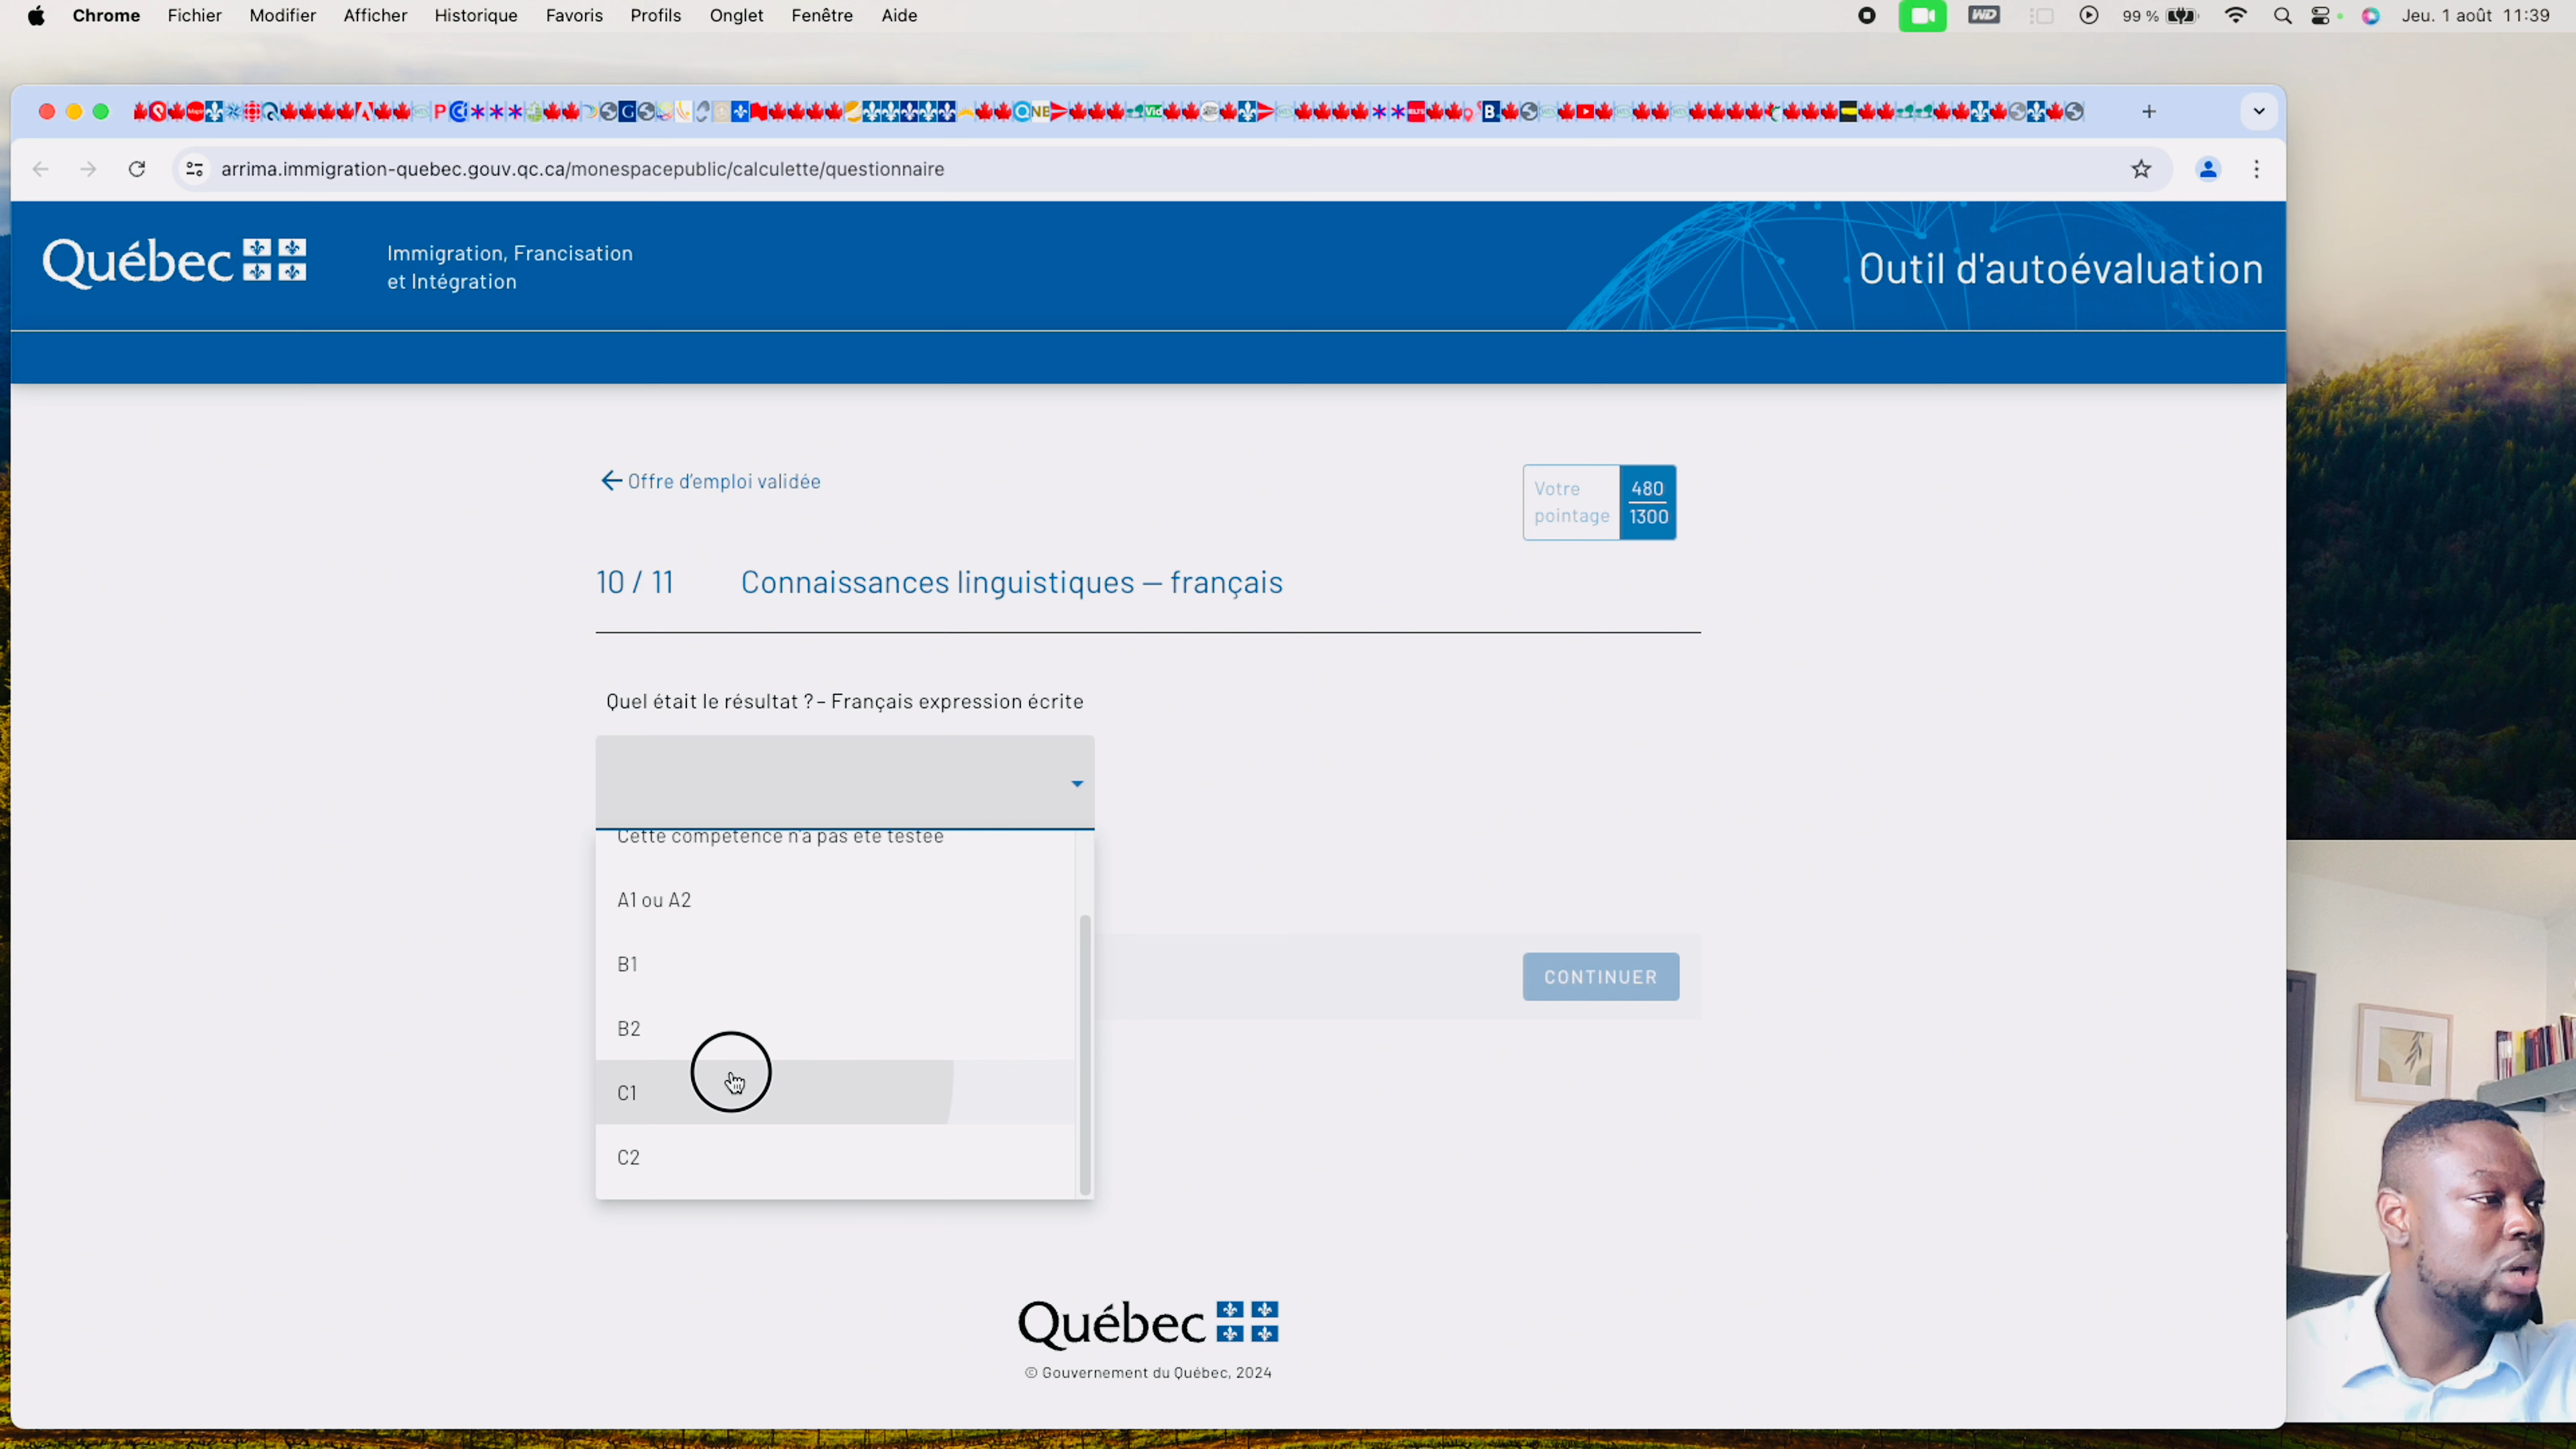 Chrome Fichier Modifier Afficher Historique Favoris Profils Onglet Fenêtre Aide
WD 99 % Jeu. 1 août 11:39
arrima.immigration-quebec.gouv.qc.ca/monespacepublic/calculette/questionnaire
Québec
Immigration, Francisation
et Intégration
Outil d'autoévaluation
Offre d'emploi validée
Votre
pointage
480
1300
10 / 11 Connaissances linguistiques — français
Quel était le résultat ? – Français expression écrite
Cette compétence n'a pas été testée
A1 ou A2
B1
B2
C1
C2
CONTINUER
Québec
© Gouvernement du Québec, 2024